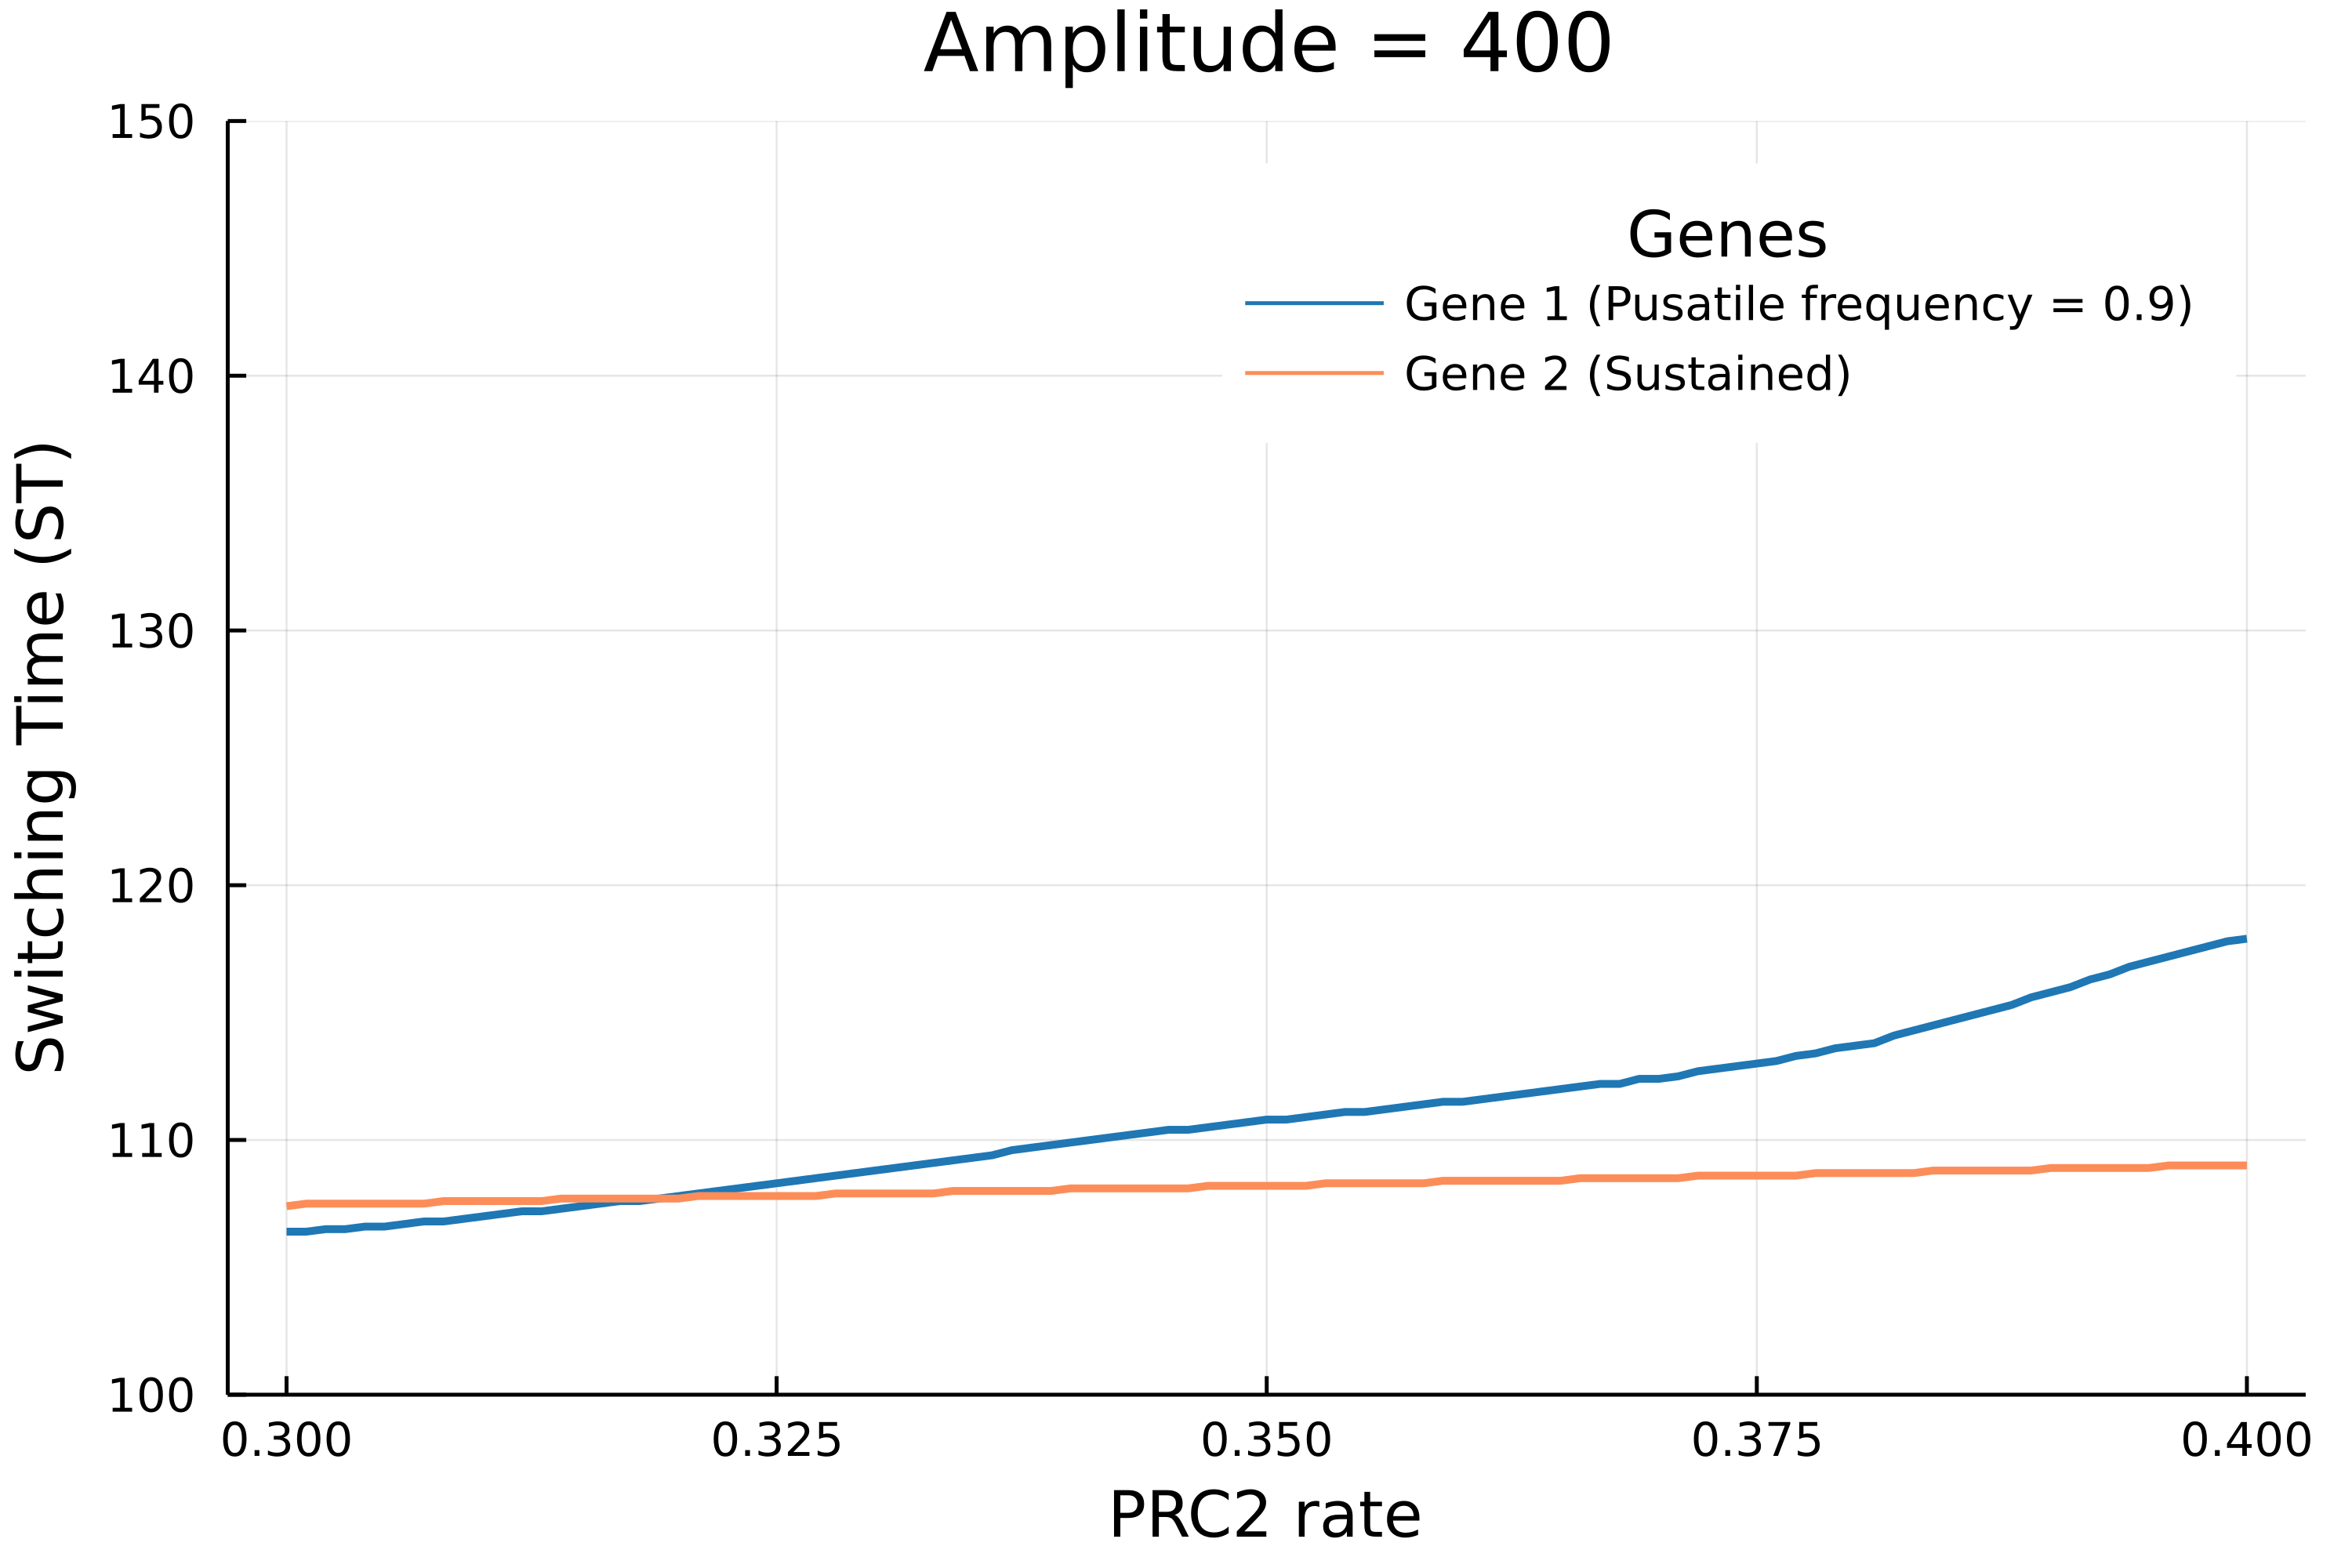 Amplitude = 400
150
140
130
120
110
100
Switching Time (ST)
Genes
Gene 1 (Pusatile frequency = 0.9)
Gene 2 (Sustained)
0.300 0.325 0.350 0.375 0.400
PRC2 rate